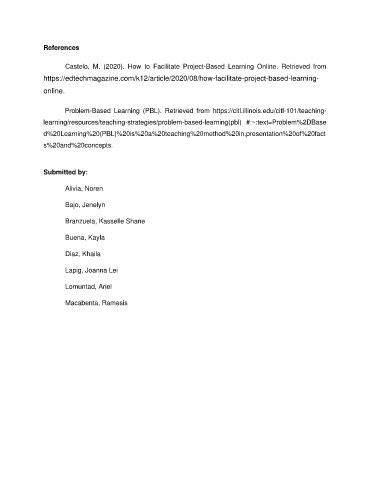 References
Castelo, M. (2020). How to Facilitate Project-Based Learning Online. Retrieved from
https://edtechmagazine.com/k12/article/2020/08/how-facilitate-project-based-learning-
online.
Problem-Based Learning (PBL). Retrieved from https://citl.illinois.edu/citl-101/teaching-
learning/resources/teaching-strategies/problem-based-learning(pbl) #:~:text=Problem%2DBase
d%20Learning%20(PBL)%20is%20a%20teaching%20method%20in,presentation%20of%20fact
s%20and%20concepts.
Submitted by:
Alivia, Noren
Bajo, Jenelyn
Branzuela, Kasselle Shane
Buena, Kayla
Diaz, Khaila
Lapig, Joanna Lei
Lomuntad, Ariel
Macabenta, Ramesis